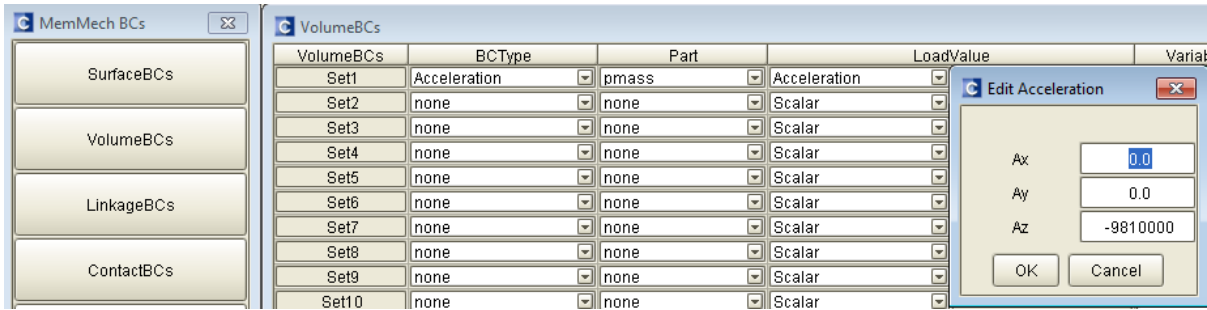 MemMech BCs
SurfaceBCs
VolumeBCs
LinkageBCs
ContactBCs
VolumeBCs
VolumeBCs BCType Part LoadValue
Set1 Acceleration pmass Acceleration
Set2 none none Scalar
Set3 none none Scalar
Set4 none none Scalar
Set5 none none Scalar
Set6 none none Scalar
Set7 none none Scalar
Set8 none none Scalar
Set9 none none Scalar
Set10 none none Scalar
Edit Acceleration
Ax 0.0
Ay 0.0
Az -9810000
OK Cancel